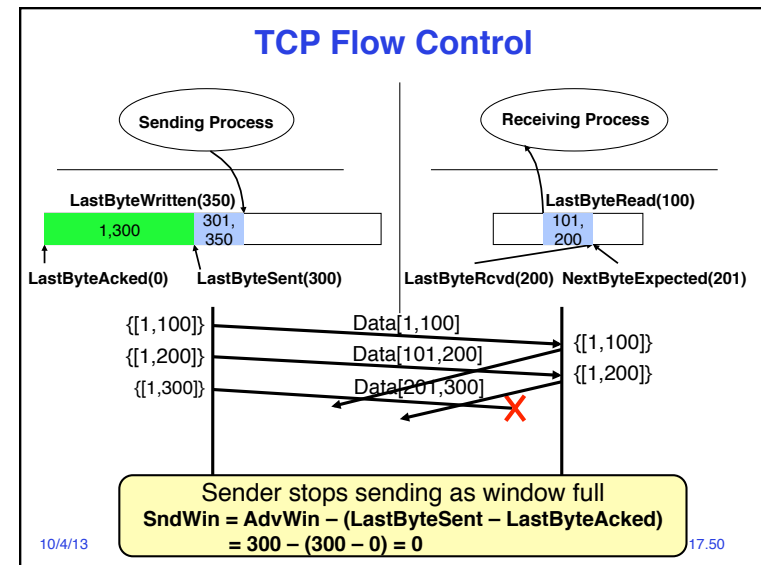 TCP Flow Control
Sending Process
Receiving Process
LastByteWritten(350)
LastByteRead(100)
1,300
301,
350
101,
200
LastByteAcked(0)
LastByteSent(300)
LastByteRcvd(200)
NextByteExpected(201)
{[1,100]}
Data[1,100]
{[1,100]}
{[1,200]}
Data[101,200]
{[1,200]}
{[1,300]}
Data[201,300]
Sender stops sending as window full
SndWin = AdvWin – (LastByteSent – LastByteAcked)
= 300 – (300 – 0) = 0
10/4/13
17.50